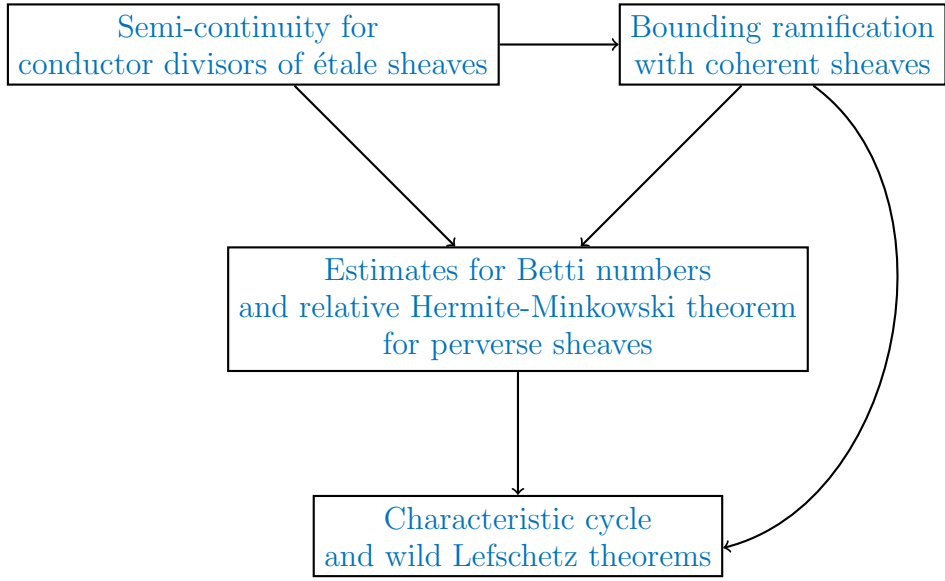 Semi-continuity for
conductor divisors of étale sheaves
Bounding ramification
with coherent sheaves
Estimates for Betti numbers
and relative Hermite-Minkowski theorem
for perverse sheaves
Characteristic cycle
and wild Lefschetz theorems